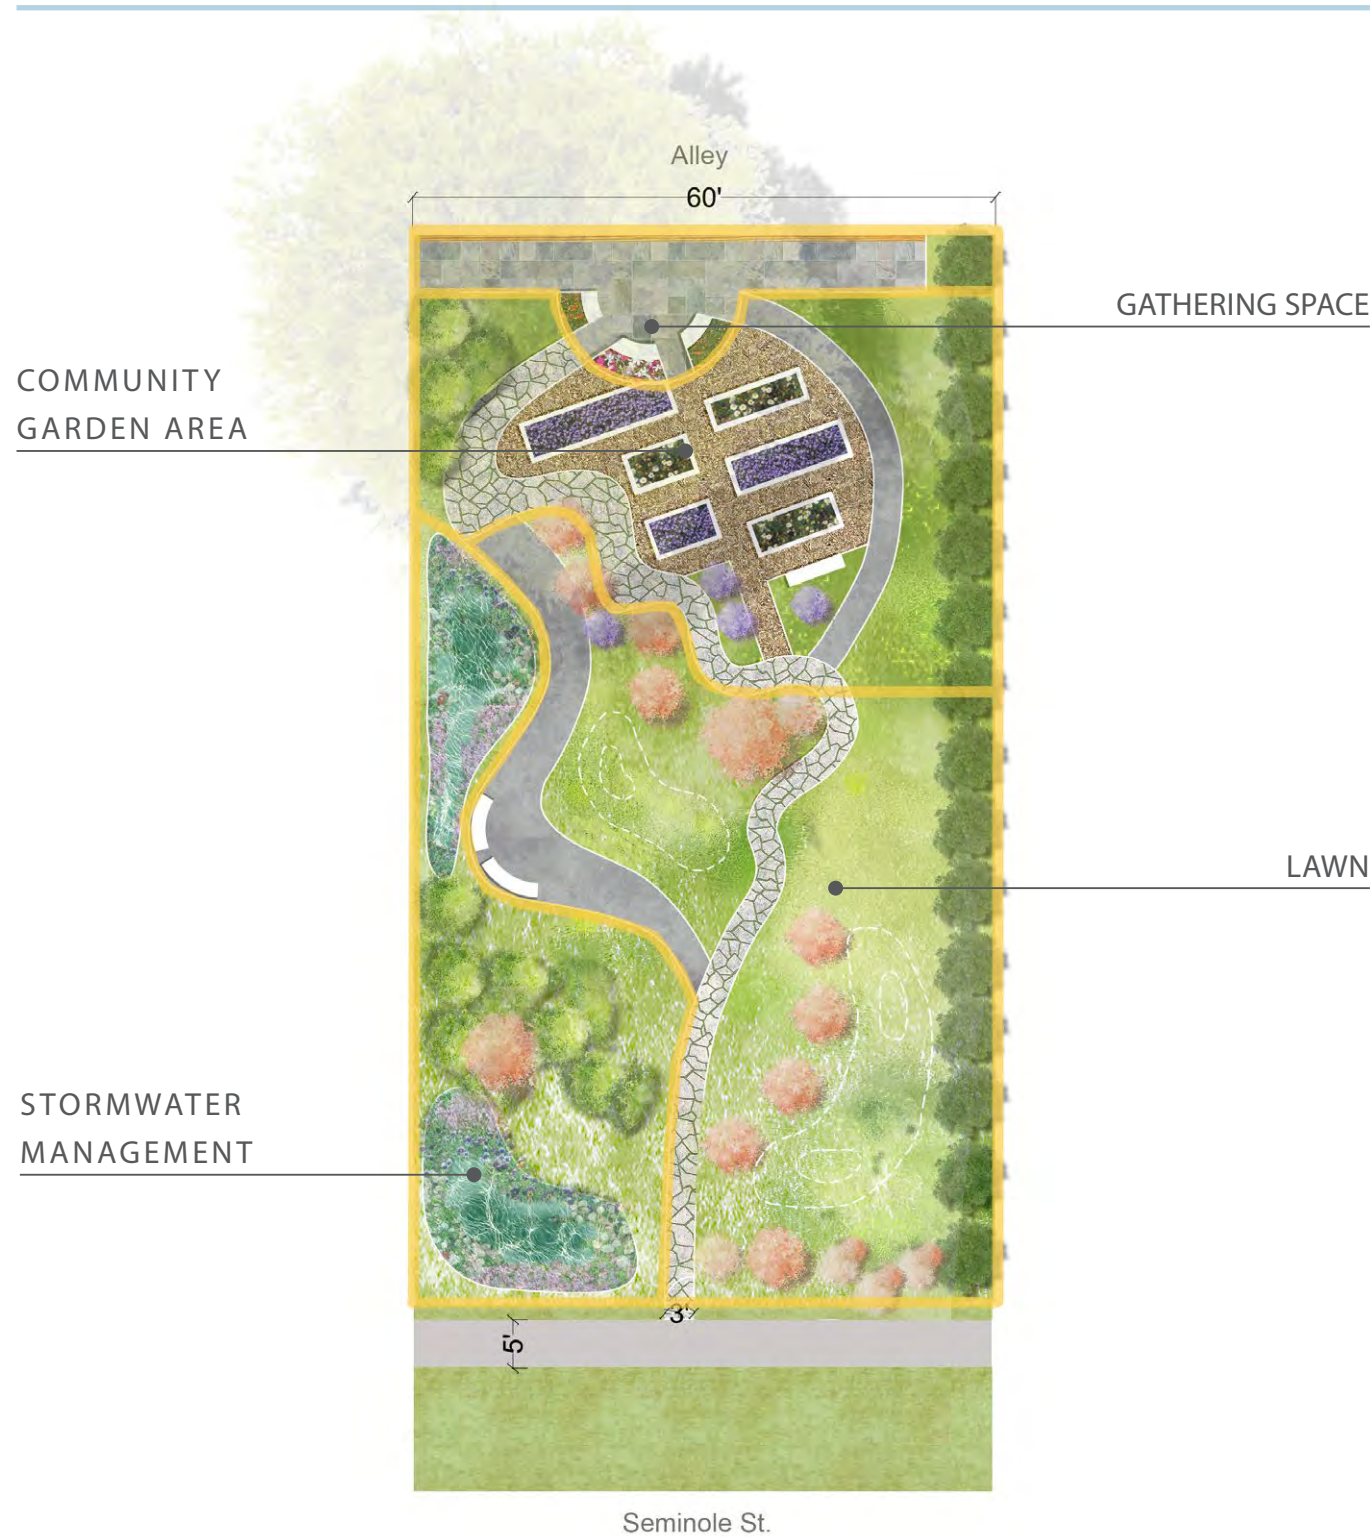 Alley
60'
GATHERING SPACE
COMMUNITY
GARDEN AREA
LAWN
STORMWATER
MANAGEMENT
3'
5'
Seminole St.